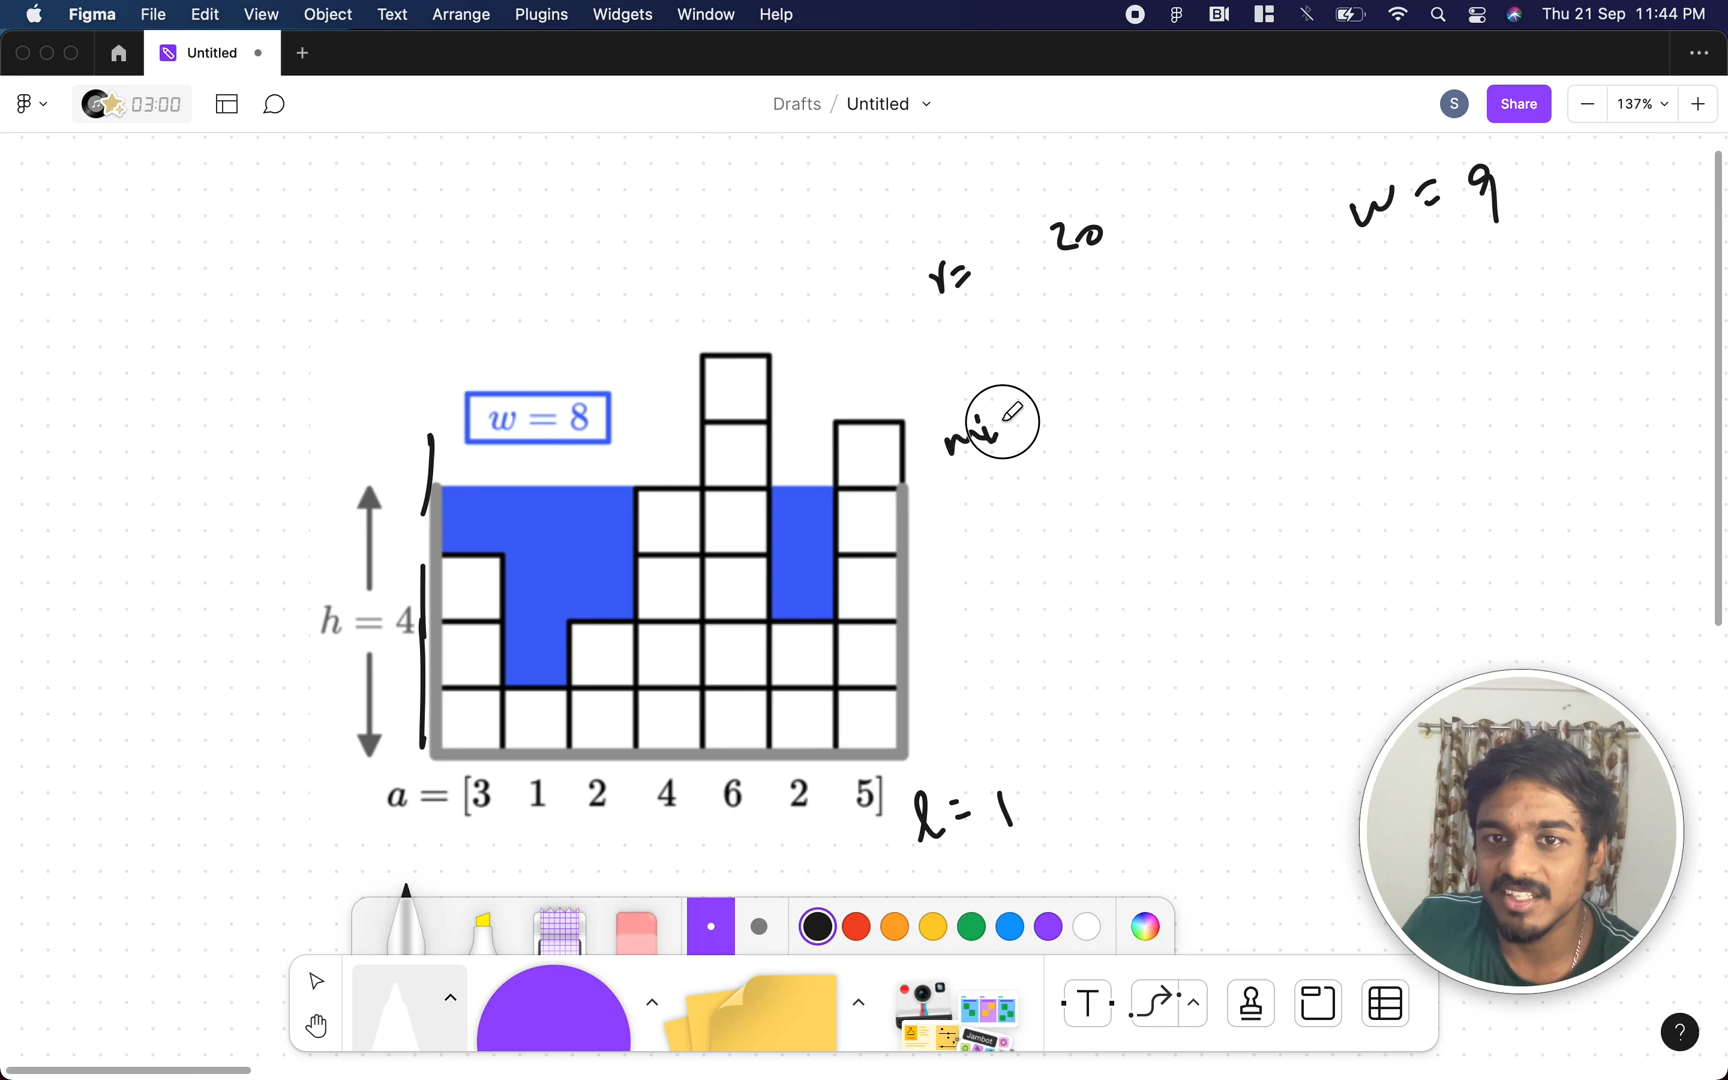 Figma File Edit View Object Text Arrange Plugins Widgets Window Help Thu 21 Sep 11:44 PM
Untitled
03:00 Drafts / Untitled S Share 137%
w = 9
20
r =
w = 8
h = 4
a = [3 1 2 4 6 2 5]
l = 1
T
Jambot
?